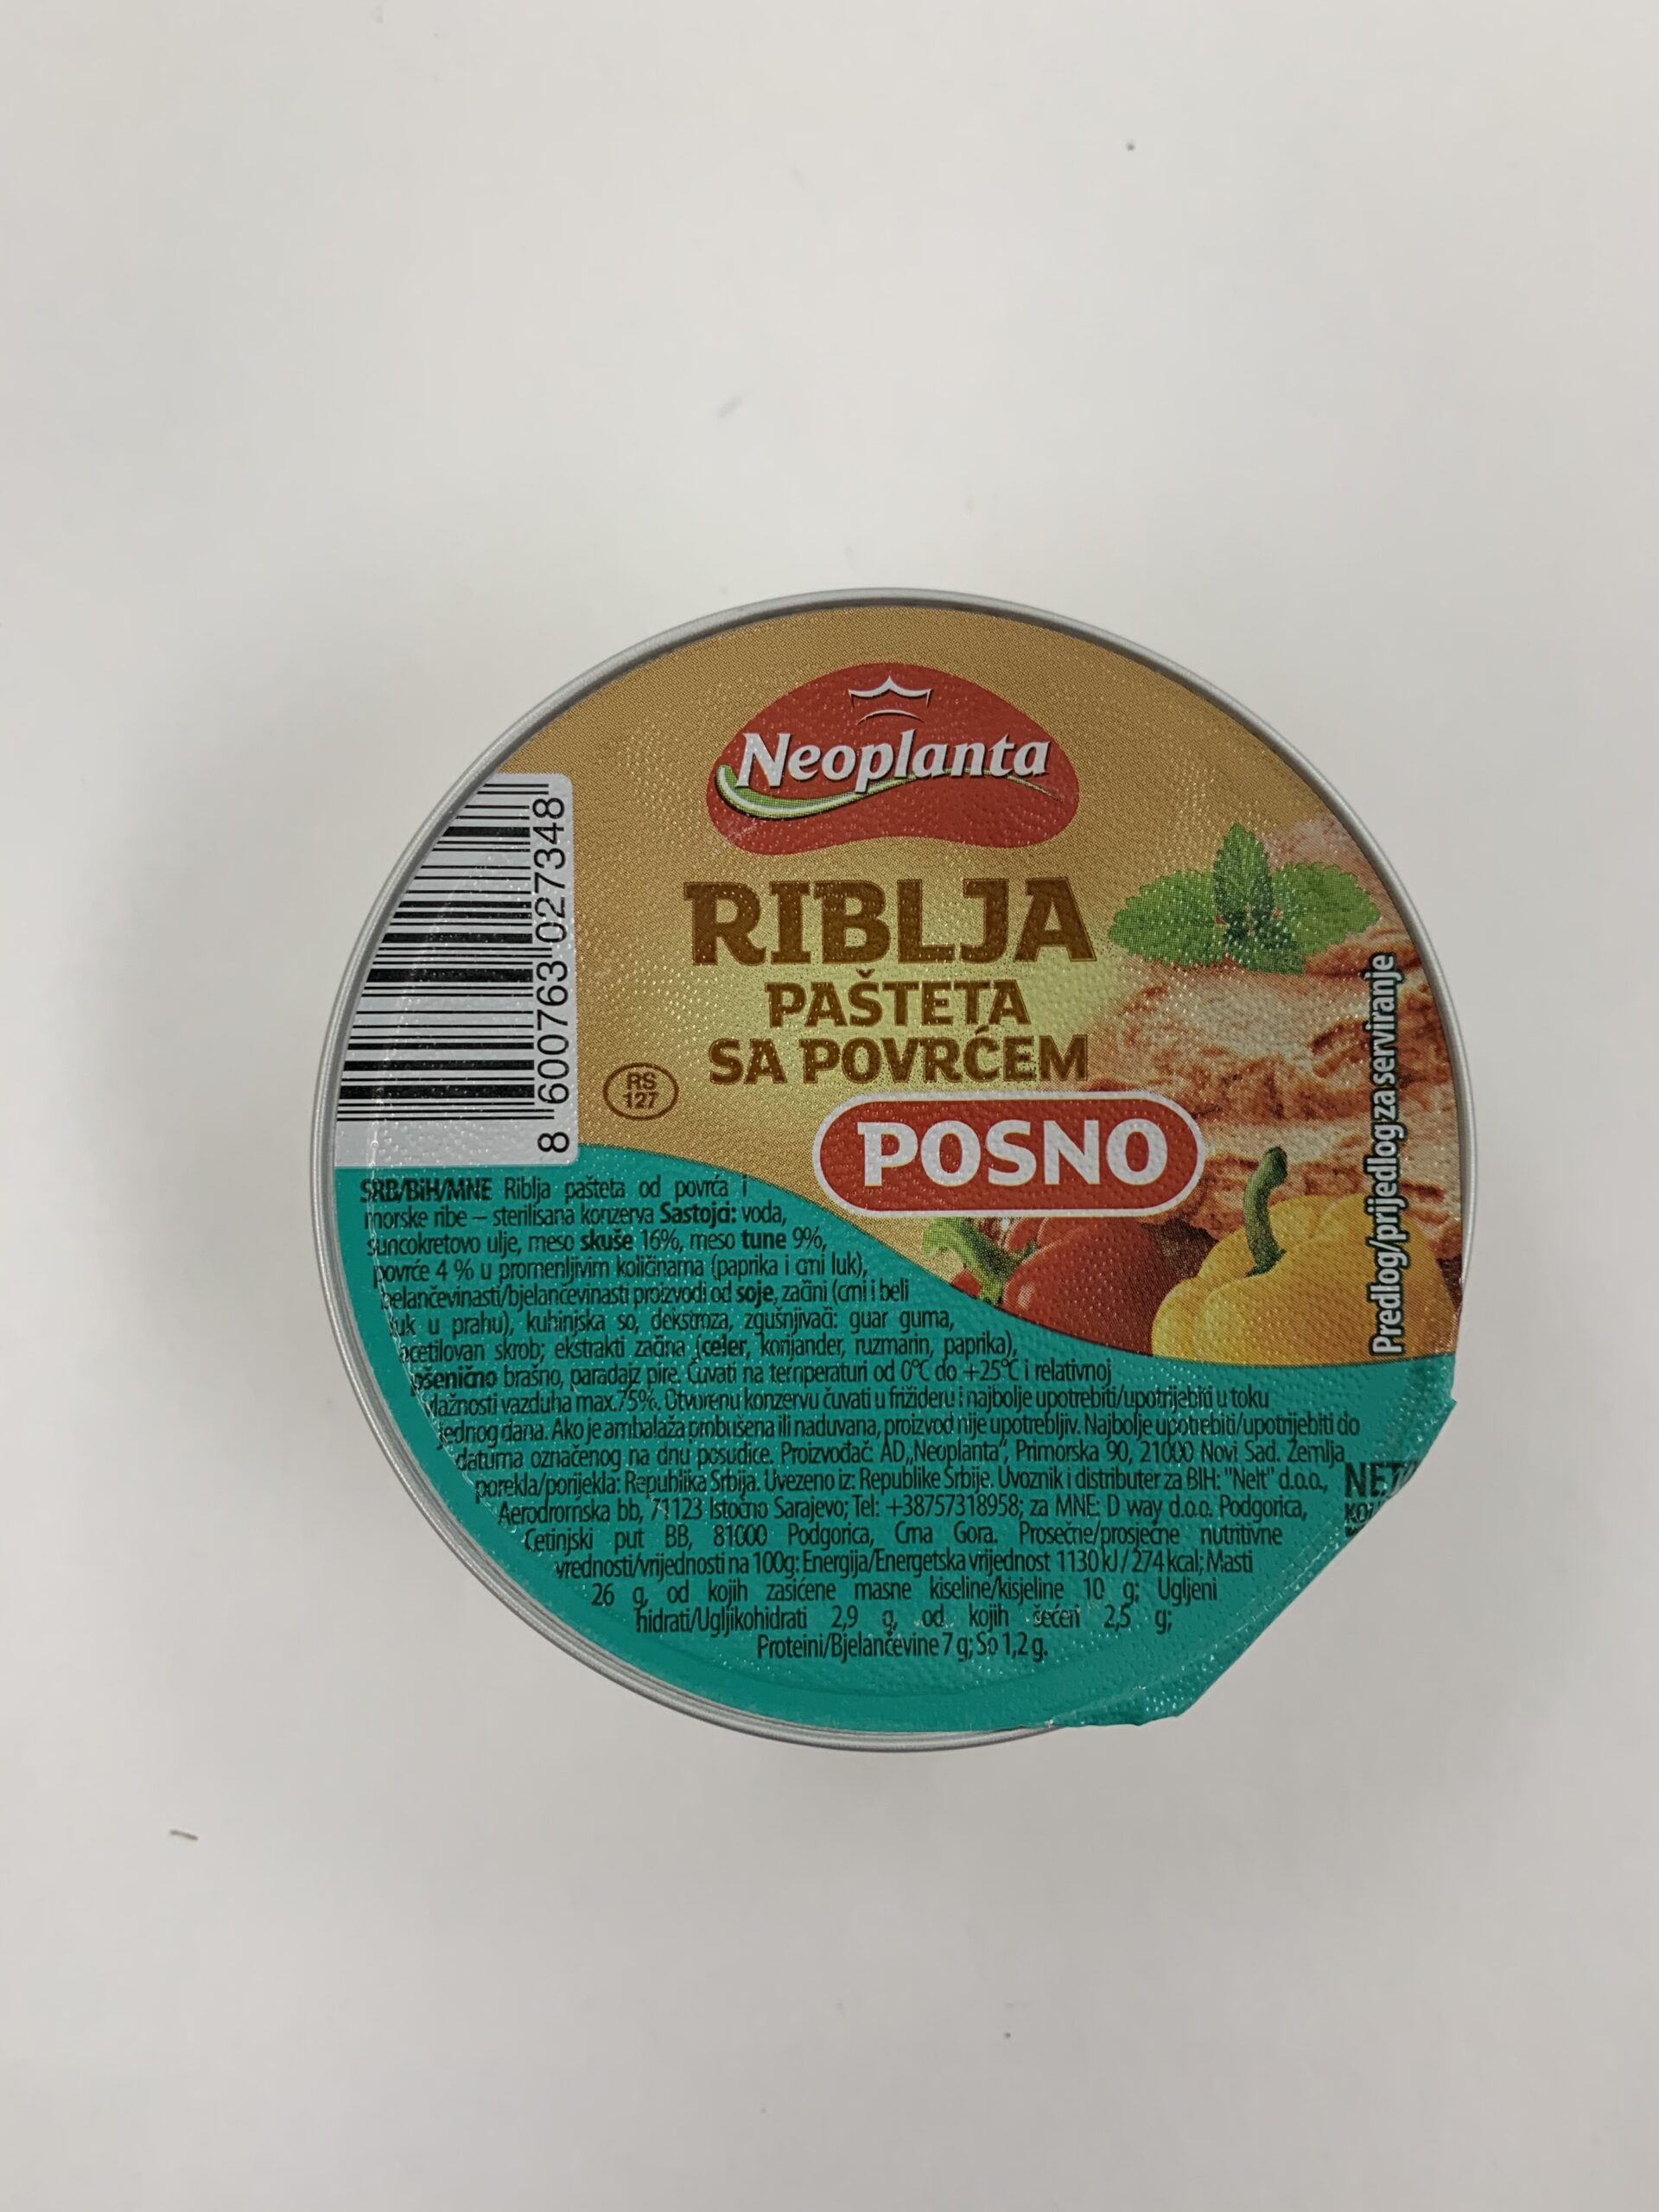 Neoplanta
RIBLJA
PAŠTETA
SA POVRĆEM
POSNO
RS
127
8 600763 027348
Predlog/prijedlog za serviranje
SRB/BiH/MNE Riblja pašteta od povrća i
morske ribe – sterilisana konzerva Sastojci: voda,
suncokretovo ulje, meso skuše 16%, meso tune 9%,
povrće 4 % u promenljivim količinama (paprika i crni luk),
belančevinasti/bjelančevinasti proizvodi od soje, začini (crni i beli
luk u prahu), kuhinjska so, dekstroza, zgušnjivači: guar guma,
acetilovan skrob; ekstrakti začina (celer, korijander, ruzmarin, paprika),
pšenično brašno, paradajz pire. Čuvati na temperaturi od 0°C do +25°C i relativnoj
vlažnosti vazduha max.75%. Otvorenu konzervu čuvati u frižideru i najbolje upotrebiti/upotrijebiti u toku
jednog dana. Ako je ambalaža probušena ili naduvana, proizvod nije upotrebljiv. Najbolje upotrebiti/upotrijebiti do
datuma označenog na dnu posudice. Proizvođač: AD „Neoplanta", Primorska 90, 21000 Novi Sad. Zemlja
porekla/porijekla: Republika Srbija. Uvezeno iz: Republike Srbije. Uvoznik i distributer za BIH: "Nelt" d.o.o.,
Aerodromska bb, 71123 Istočno Sarajevo; Tel: +38757318958; za MNE: D way d.o.o. Podgorica,
Cetinjski put BB, 81000 Podgorica, Crna Gora. Prosečne/prosječne nutritivne
vrednosti/vrijednosti na 100g: Energija/Energetska vrijednost 1130 kJ / 274 kcal; Masti
26 g, od kojih zasićene masne kiseline/kisjeline 10 g; Ugljeni
hidrati/Ugljikohidrati 2,9 g, od kojih šećeri 2,5 g;
Proteini/Bjelančevine 7 g; So 1,2 g.